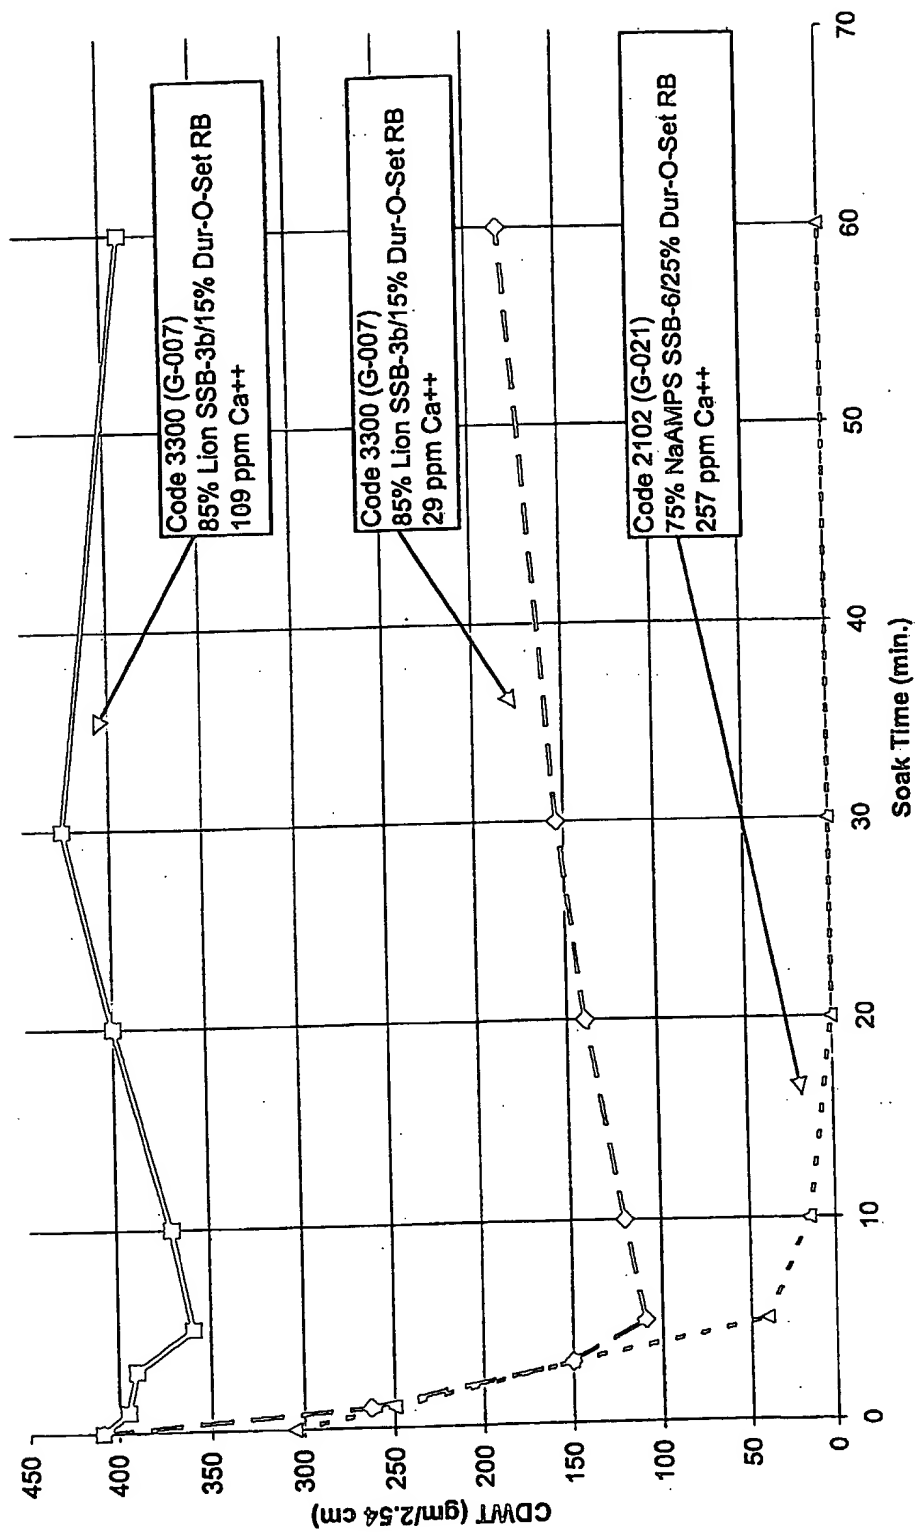 CDWT (gm/2.54 cm)
450
400
350
300
250
200
150
100
50
0
Code 3300 (G-007)
85% Lion SSB-3b/15% Dur-O-Set RB
109 ppm Ca++
Code 3300 (G-007)
85% Lion SSB-3b/15% Dur-O-Set RB
29 ppm Ca++
Code 2102 (G-021)
75% NaAMPS SSB-6/25% Dur-O-Set RB
257 ppm Ca++
0
10
20
30
40
50
60
70
Soak Time (min.)